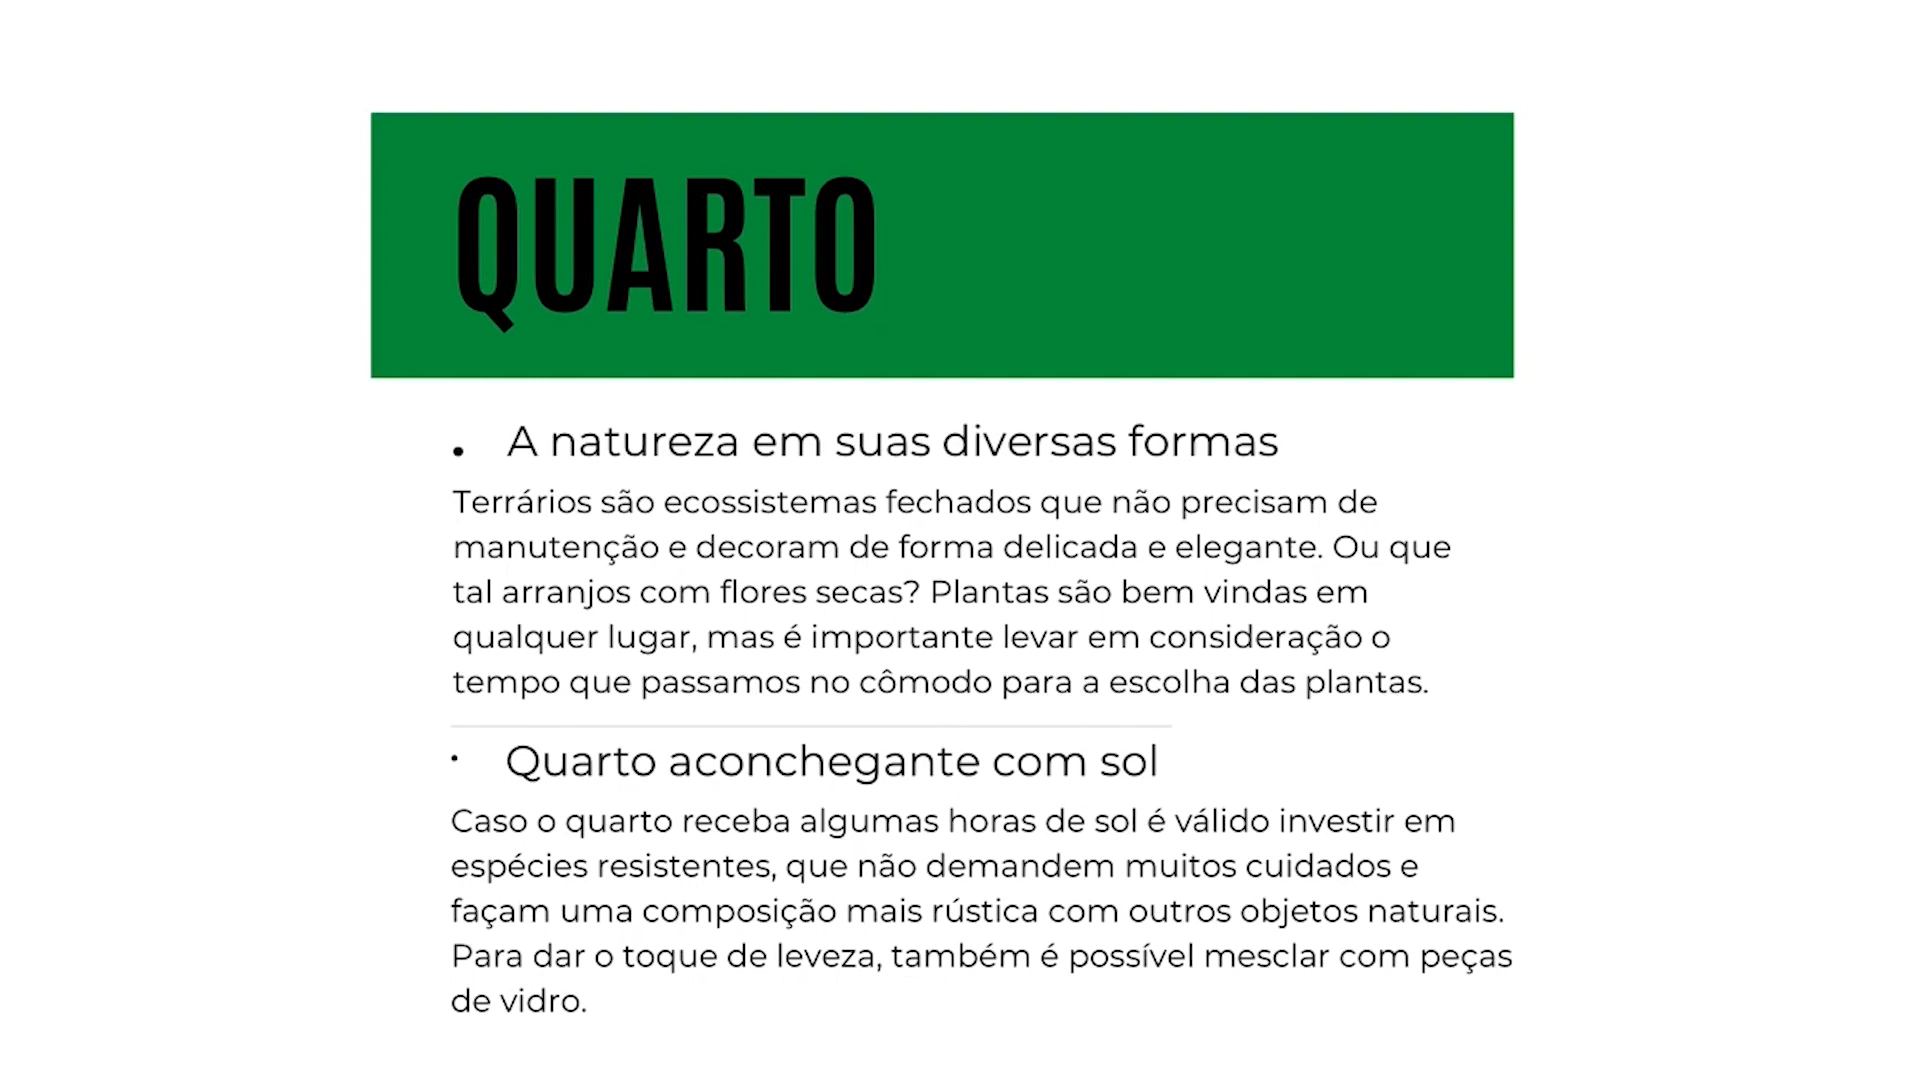 QUARTO
• A natureza em suas diversas formas
Terrários são ecossistemas fechados que não precisam de
manutenção e decoram de forma delicada e elegante. Ou que
tal arranjos com flores secas? Plantas são bem vindas em
qualquer lugar, mas é importante levar em consideração o
tempo que passamos no cômodo para a escolha das plantas.
• Quarto aconchegante com sol
Caso o quarto receba algumas horas de sol é válido investir em
espécies resistentes, que não demandem muitos cuidados e
façam uma composição mais rústica com outros objetos naturais.
Para dar o toque de leveza, também é possível mesclar com peças
de vidro.